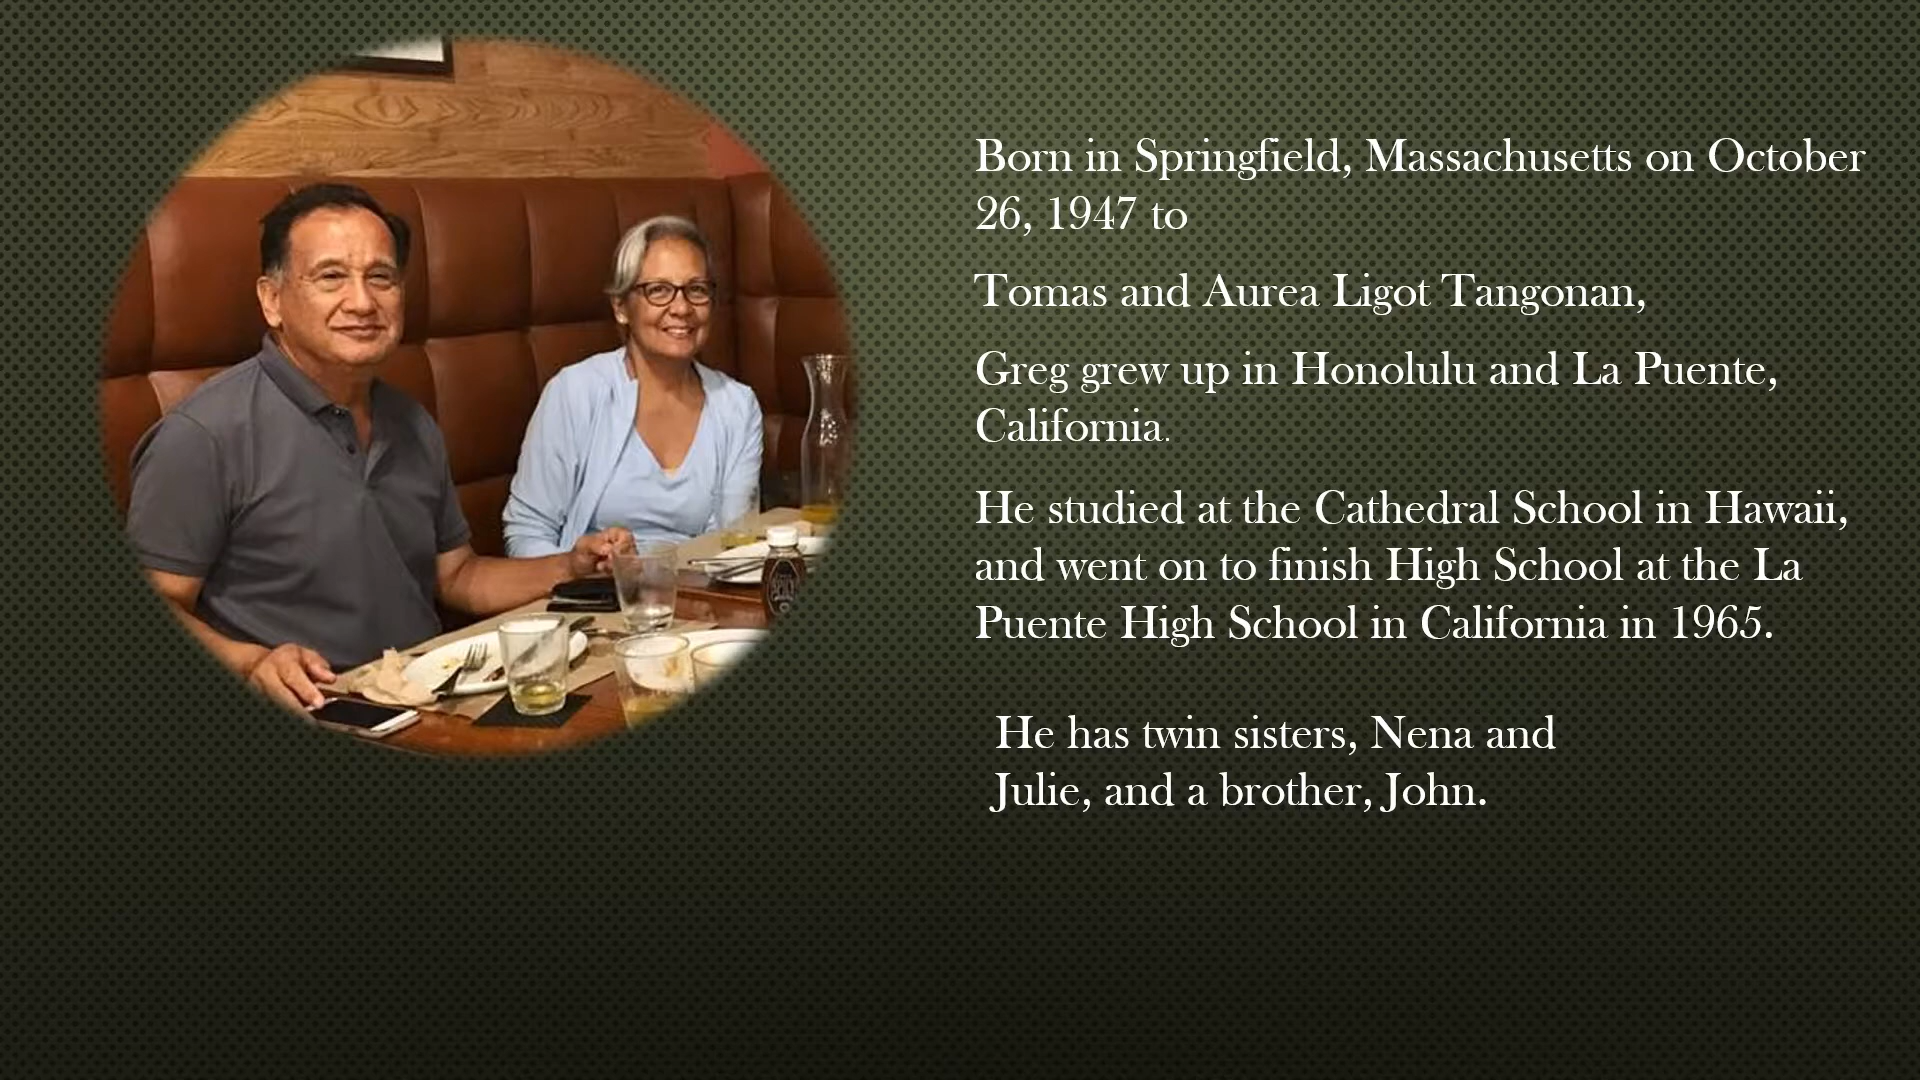 Born in Springfield, Massachusetts on October
26, 1947 to
Tomas and Aurea Ligot Tangonan,
Greg grew up in Honolulu and La Puente,
California.
He studied at the Cathedral School in Hawaii,
and went on to finish High School at the La
Puente High School in California in 1965.
He has twin sisters, Nena and
Julie, and a brother, John.